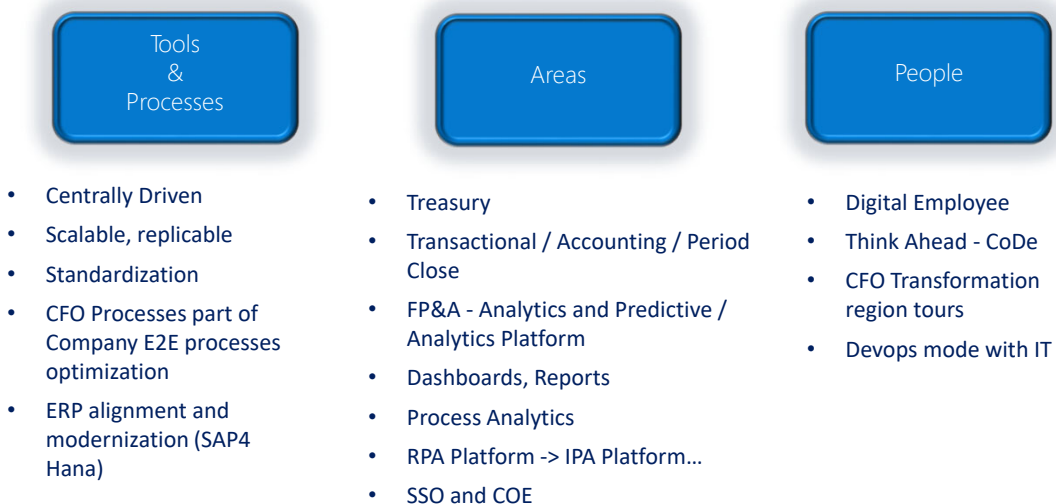 Tools
&
Processes
• Centrally Driven
• Scalable, replicable
• Standardization
• CFO Processes part of
Company E2E processes
optimization
• ERP alignment and
modernization (SAP4
Hana)
Areas
• Treasury
• Transactional / Accounting / Period
Close
• FP&A - Analytics and Predictive /
Analytics Platform
• Dashboards, Reports
• Process Analytics
• RPA Platform -> IPA Platform…
• SSO and COE
People
• Digital Employee
• Think Ahead - CoDe
• CFO Transformation
region tours
• Devops mode with IT